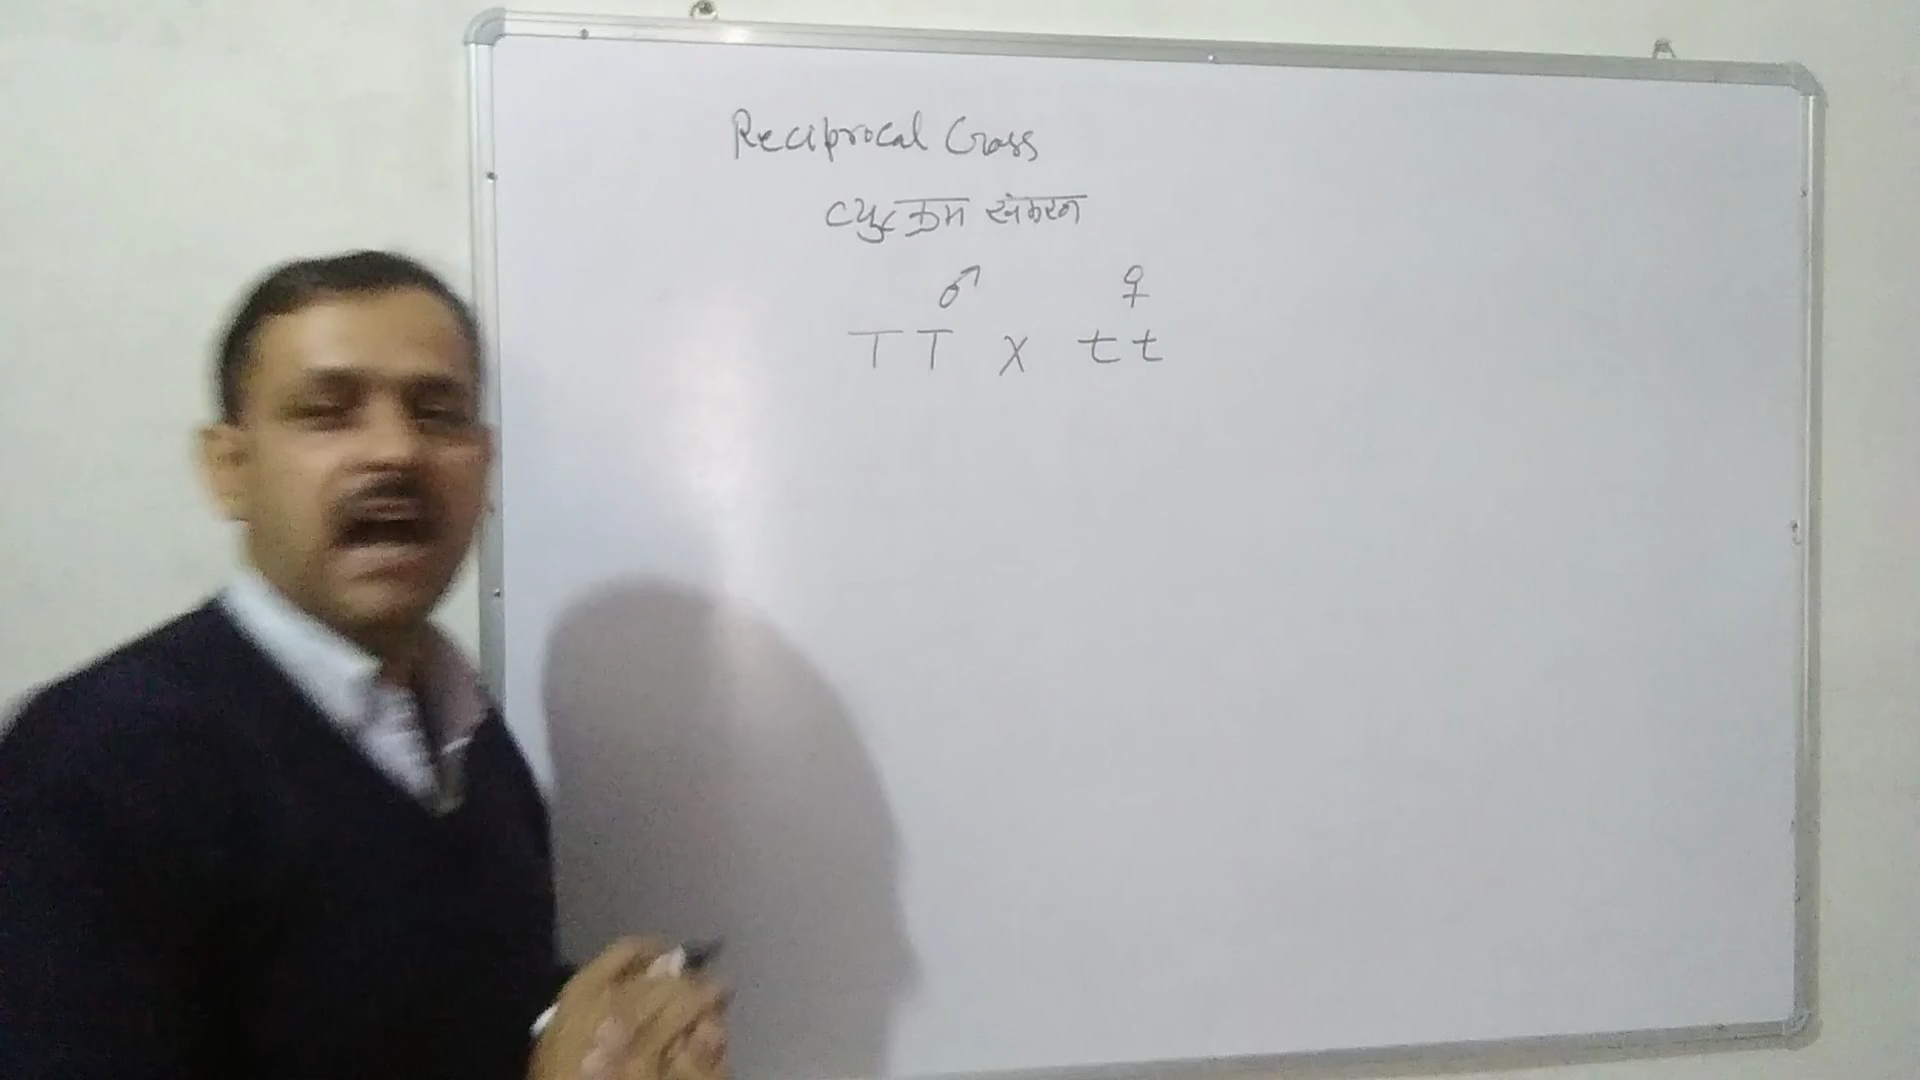 Reciprocal Cross
व्युत्क्रम संकरण
♂ ♀
TT x tt